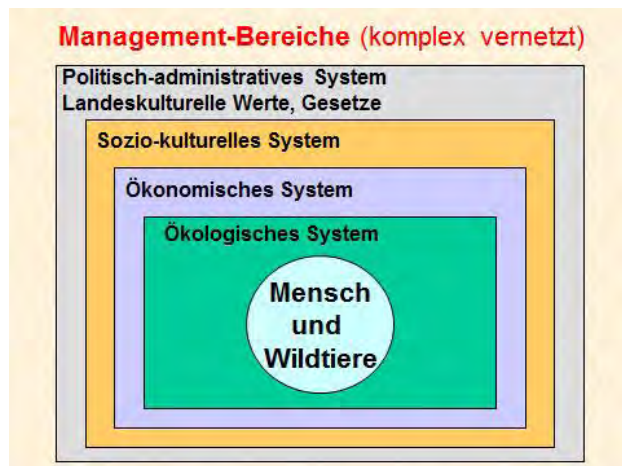 Management-Bereiche (komplex vernetzt)
Politisch-administratives System
Landeskulturelle Werte, Gesetze
Sozio-kulturelles System
Ökonomisches System
Ökologisches System
Mensch
und
Wildtiere